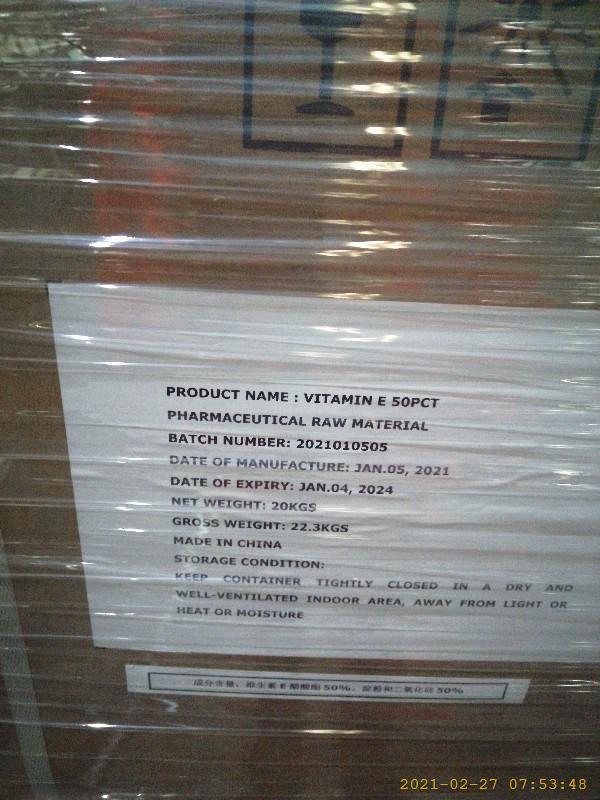 PRODUCT NAME : VITAMIN E 50PCT
PHARMACEUTICAL RAW MATERIAL
BATCH NUMBER: 2021010505
DATE OF MANUFACTURE: JAN.05, 2021
DATE OF EXPIRY: JAN.04, 2024
NET WEIGHT: 20KGS
GROSS WEIGHT: 22.3KGS
MADE IN CHINA
STORAGE CONDITION:
KEEP CONTAINER TIGHTLY CLOSED IN A DRY AND
WELL-VENTILATED INDOOR AREA, AWAY FROM LIGHT OR
HEAT OR MOISTURE
成分含量: 维生素E醋酸酯50%, 淀粉和二氧化硅50%
2021-02-27 07:53:48